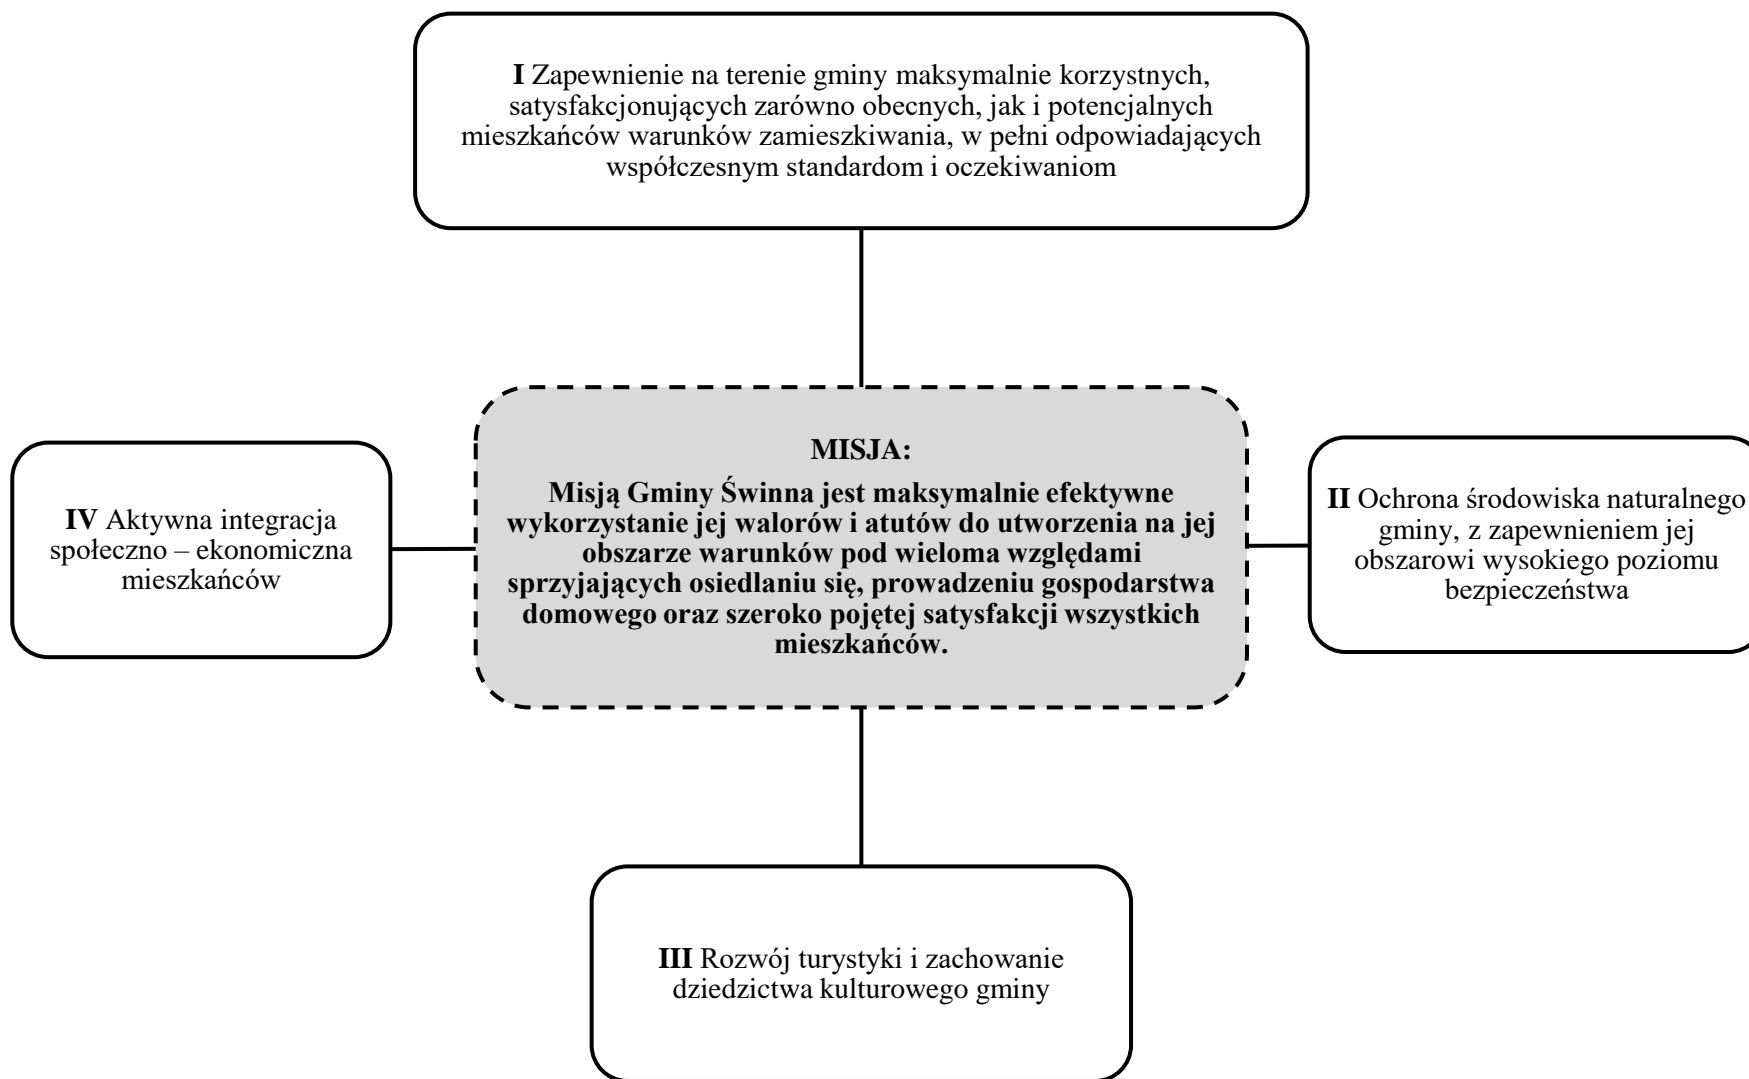 I Zapewnienie na terenie gminy maksymalnie korzystnych,
satysfakcjonujących zarówno obecnych, jak i potencjalnych
mieszkańców warunków zamieszkiwania, w pełni odpowiadających
współczesnym standardom i oczekiwaniom
MISJA:
Misją Gminy Świnna jest maksymalnie efektywne
wykorzystanie jej walorów i atutów do utworzenia na jej
obszarze warunków pod wieloma względami
sprzyjających osiedlaniu się, prowadzeniu gospodarstwa
domowego oraz szeroko pojętej satysfakcji wszystkich
mieszkańców.
II Ochrona środowiska naturalnego
gminy, z zapewnieniem jej
obszarowi wysokiego poziomu
bezpieczeństwa
III Rozwój turystyki i zachowanie
dziedzictwa kulturowego gminy
IV Aktywna integracja
społeczno – ekonomiczna
mieszkańców